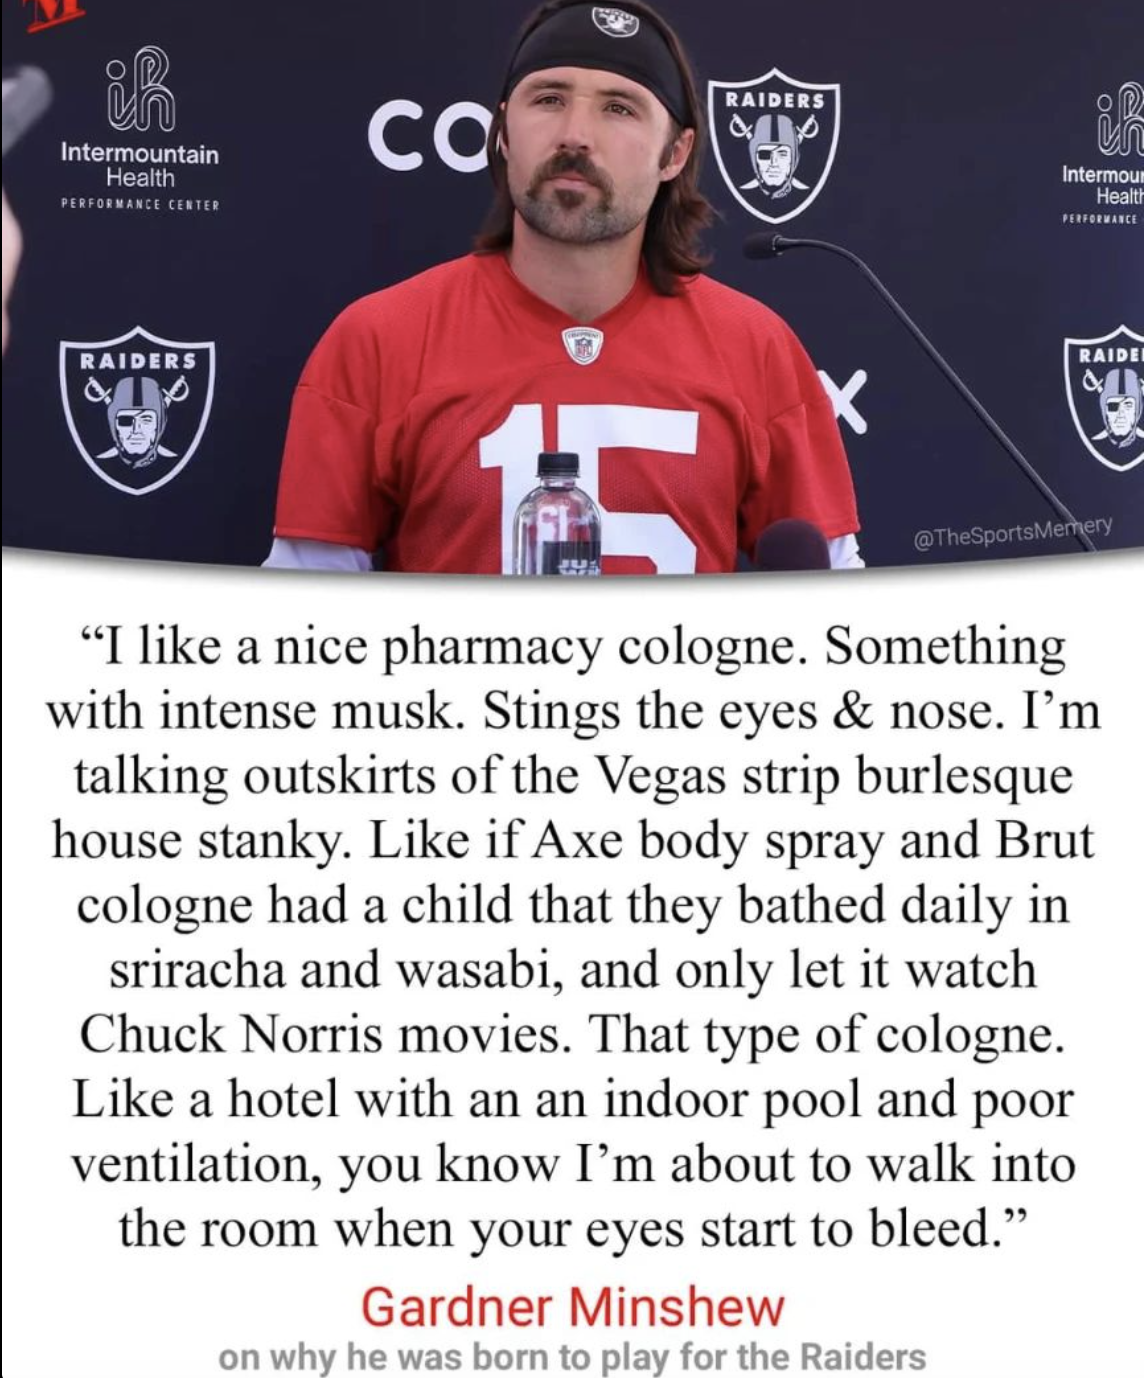 M
Intermountain
Health
PERFORMANCE CENTER
CO
RAIDERS
Intermou
Health
PERFORMANCE
RAIDERS
X
RAIDE
15
@TheSportsMemery
“I like a nice pharmacy cologne. Something
with intense musk. Stings the eyes & nose. I’m
talking outskirts of the Vegas strip burlesque
house stanky. Like if Axe body spray and Brut
cologne had a child that they bathed daily in
sriracha and wasabi, and only let it watch
Chuck Norris movies. That type of cologne.
Like a hotel with an an indoor pool and poor
ventilation, you know I’m about to walk into
the room when your eyes start to bleed.”
Gardner Minshew
on why he was born to play for the Raiders